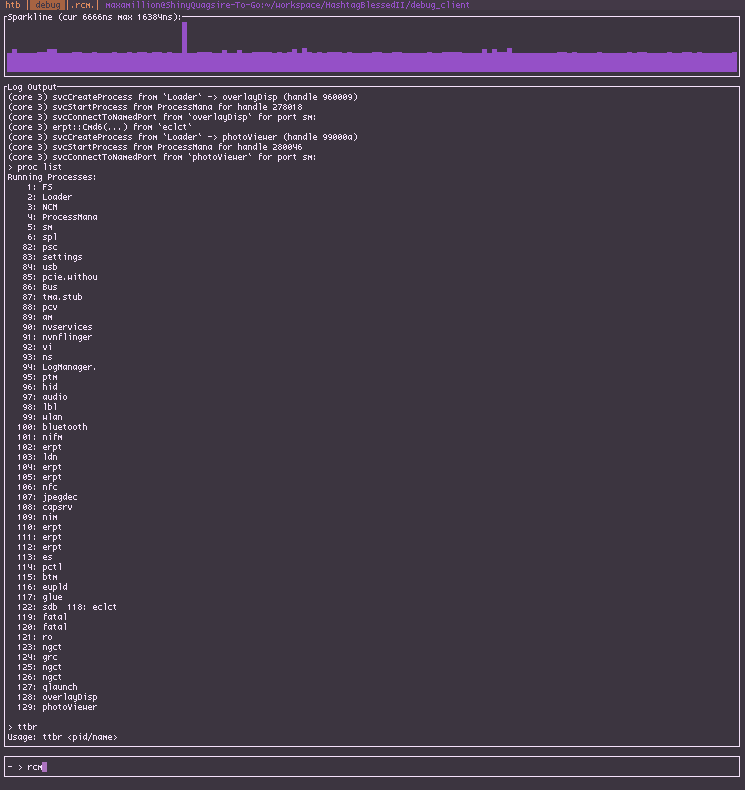 htb | debug |.rcm.| maxamillion@ShinyQuagsire-To-Go:~/workspace/HashtagBlessedII/debug_client
Sparkline (cur 6666ns max 16384ns):
Log Output
(core 3) svcCreateProcess from `Loader` -> overlayDisp (handle 960009)
(core 3) svcStartProcess from ProcessMana for handle 278018
(core 3) svcConnectToNamedPort from `overlayDisp` for port sm:
(core 3) erpt::Cmd6(...) from `eclct`
(core 3) svcCreateProcess from `Loader` -> photoViewer (handle 99000a)
(core 3) svcStartProcess from ProcessMana for handle 280046
(core 3) svcConnectToNamedPort from `photoViewer` for port sm:
> proc list
Running Processes:
1: FS
2: Loader
3: NCM
4: ProcessMana
5: sm
6: spl
82: psc
83: settings
84: usb
85: pcie.withou
86: Bus
87: tma.stub
88: pcv
89: am
90: nvservices
91: nvnflinger
92: vi
93: ns
94: LogManager.
95: ptm
96: hid
97: audio
98: lbl
99: wlan
100: bluetooth
101: nifm
102: erpt
103: ldn
104: erpt
105: erpt
106: nfc
107: jpegdec
108: capsrv
109: nim
110: erpt
111: erpt
112: erpt
113: es
114: pctl
115: btm
116: eupld
117: glue
122: sdb  118: eclct
119: fatal
120: fatal
121: ro
123: ngct
124: grc
125: ngct
126: ngct
127: qlaunch
128: overlayDisp
129: photoViewer
> ttbr
Usage: ttbr <pid/name>
- > rcm